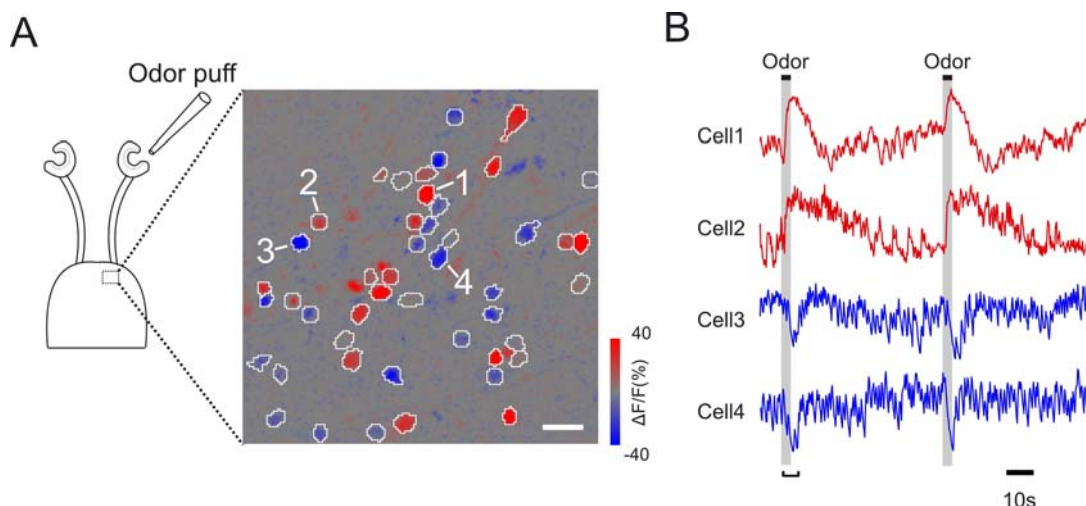 A
Odor puff
1
2
3
4
40
ΔF/F(%)
-40
B
Odor
Odor
Cell1
Cell2
Cell3
Cell4
10s